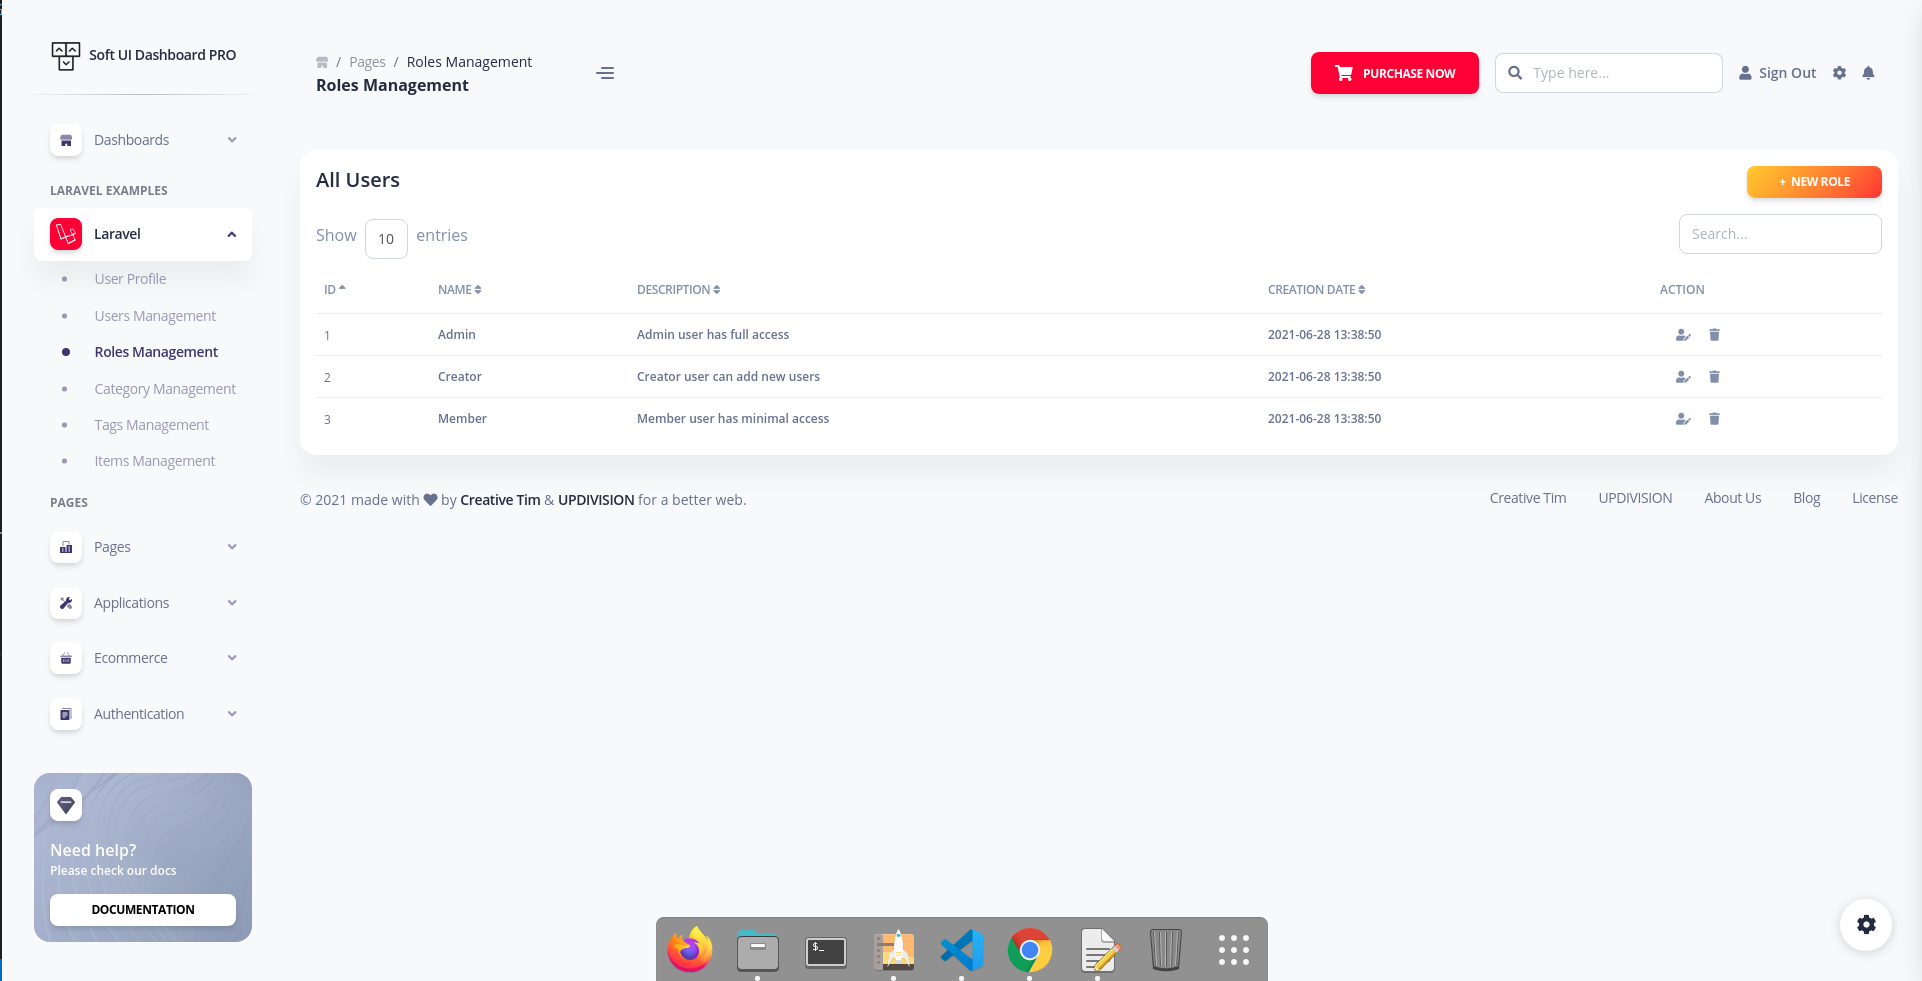 Soft UI Dashboard PRO
Dashboards
LARAVEL EXAMPLES
Laravel
User Profile
Users Management
Roles Management
Category Management
Tags Management
Items Management
PAGES
Pages
Applications
Ecommerce
Authentication
Need help?
Please check our docs
DOCUMENTATION
/ Pages / Roles Management
Roles Management
PURCHASE NOW
Type here...
Sign Out
All Users
+ NEW ROLE
Show 10 entries
Search...
ID NAME DESCRIPTION CREATION DATE ACTION
1 Admin Admin user has full access 2021-06-28 13:38:50
2 Creator Creator user can add new users 2021-06-28 13:38:50
3 Member Member user has minimal access 2021-06-28 13:38:50
© 2021 made with by Creative Tim & UPDIVISION for a better web.
Creative Tim UPDIVISION About Us Blog License
$_